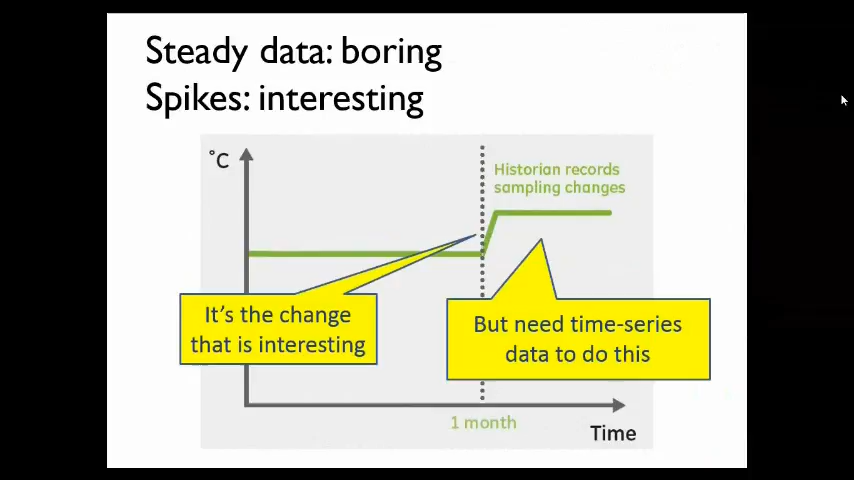 Steady data: boring
Spikes: interesting
°C
Historian records
sampling changes
It's the change
that is interesting
But need time-series
data to do this
1 month
Time